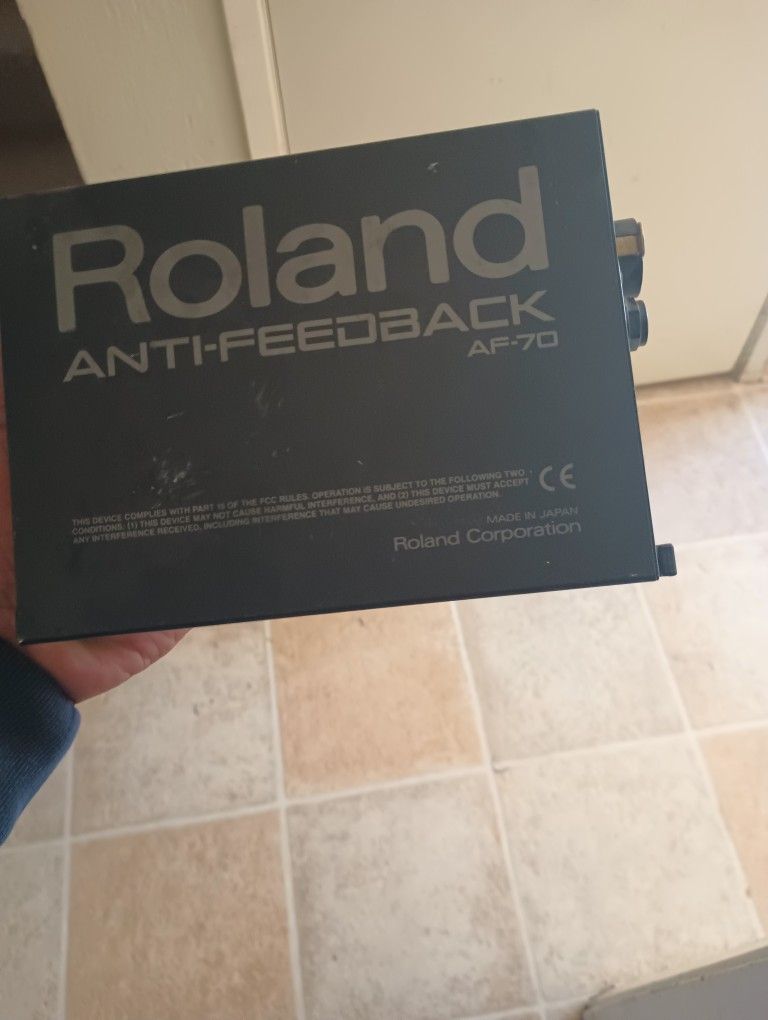 Roland
ANTI-FEEDBACK
AF-70
THIS DEVICE COMPLIES WITH PART 15 OF THE FCC RULES. OPERATION IS SUBJECT TO THE FOLLOWING TWO
CONDITIONS. (1) THIS DEVICE MAY NOT CAUSE HARMFUL INTERFERENCE, AND (2) THIS DEVICE MUST ACCEPT
ANY INTERFERENCE RECEIVED, INCLUDING INTERFERENCE THAT MAY CAUSE UNDESIRED OPERATION.
CE
MADE IN JAPAN
Roland Corporation